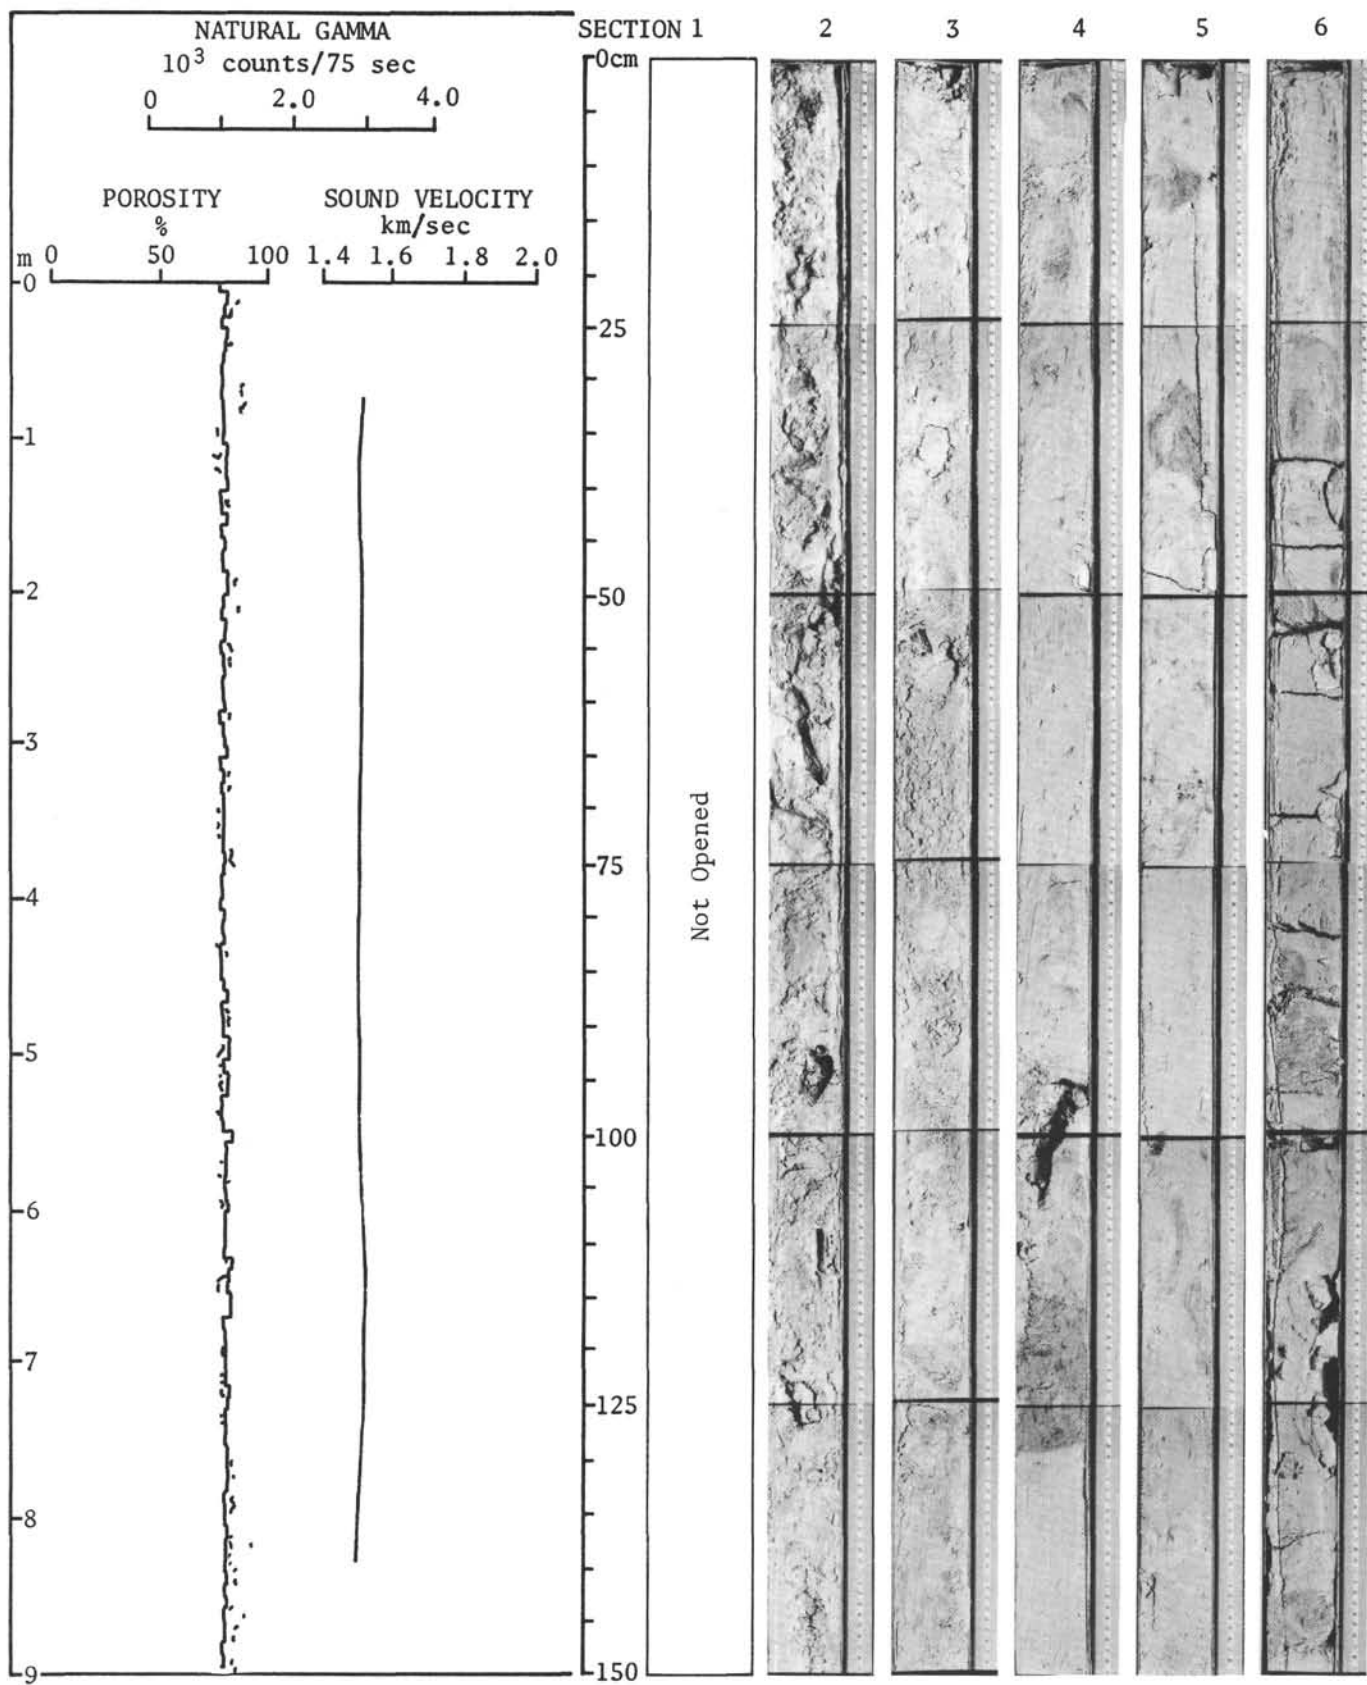 NATURAL GAMMA
10³ counts/75 sec
0 2.0 4.0
POROSITY
%
m 0 50 100
SOUND VELOCITY
km/sec
1.4 1.6 1.8 2.0
0
1
2
3
4
5
6
7
8
9
SECTION 1 2 3 4 5 6
0cm
25
50
75
100
125
150
Not Opened